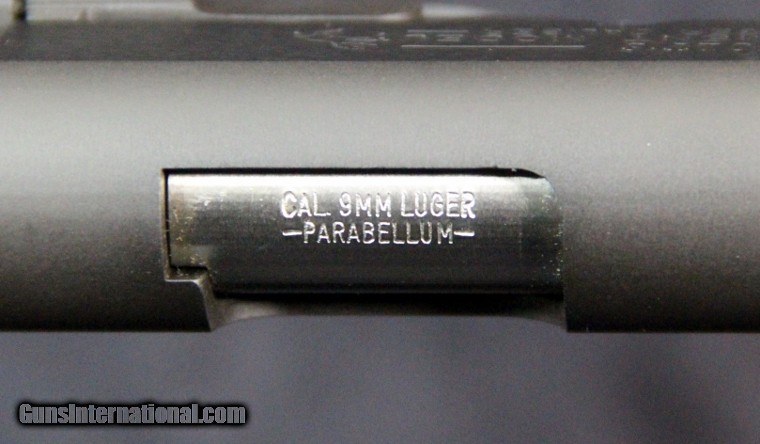 CAL. 9MM LUGER
—PARABELLUM—
GunsInternational.com